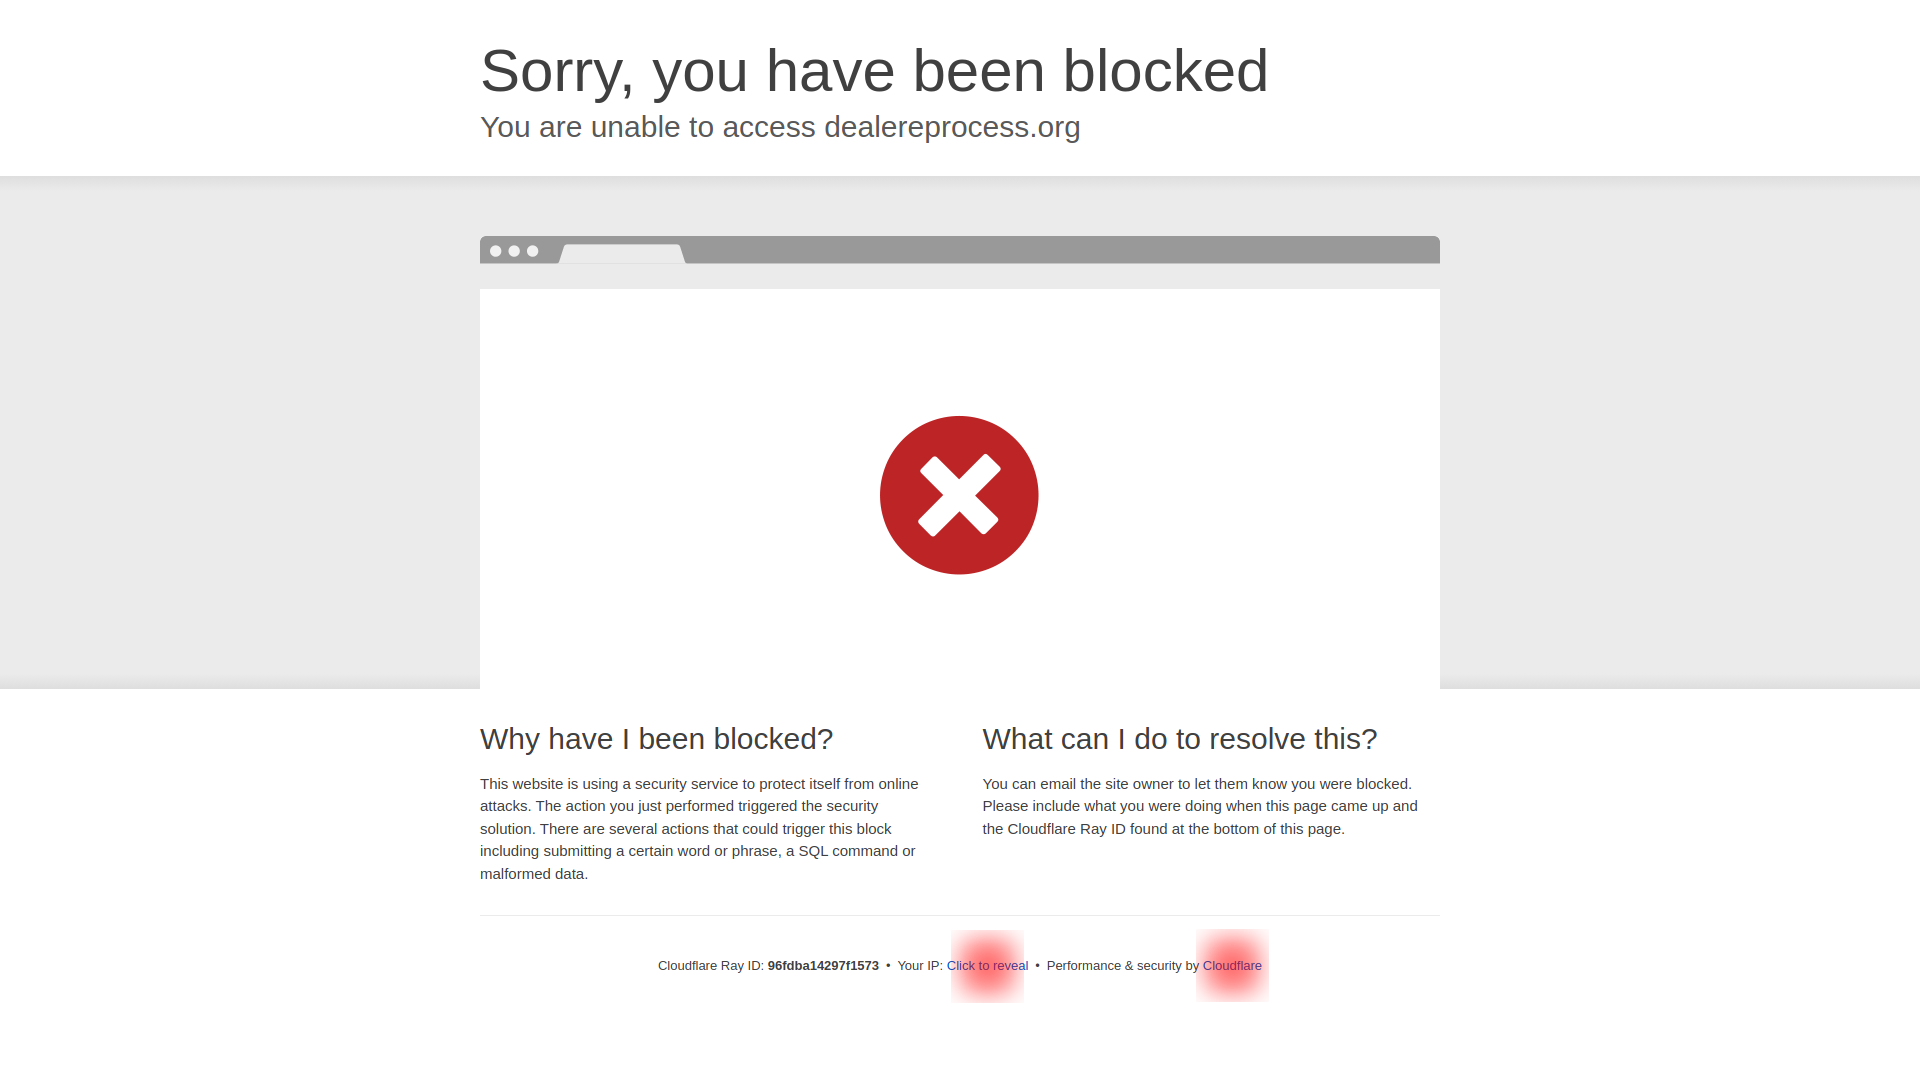 Sorry, you have been blocked
You are unable to access dealereprocess.org
Why have I been blocked?
This website is using a security service to protect itself from online
attacks. The action you just performed triggered the security
solution. There are several actions that could trigger this block
including submitting a certain word or phrase, a SQL command or
malformed data.
What can I do to resolve this?
You can email the site owner to let them know you were blocked.
Please include what you were doing when this page came up and
the Cloudflare Ray ID found at the bottom of this page.
Cloudflare Ray ID: 96fdba14297f1573 • Your IP: Click to reveal • Performance & security by Cloudflare